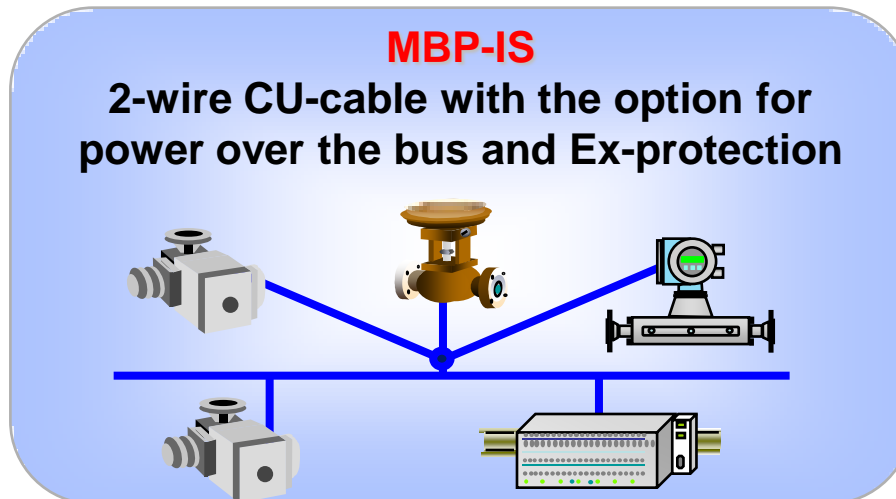 MBP-IS
2-wire CU-cable with the option for
power over the bus and Ex-protection